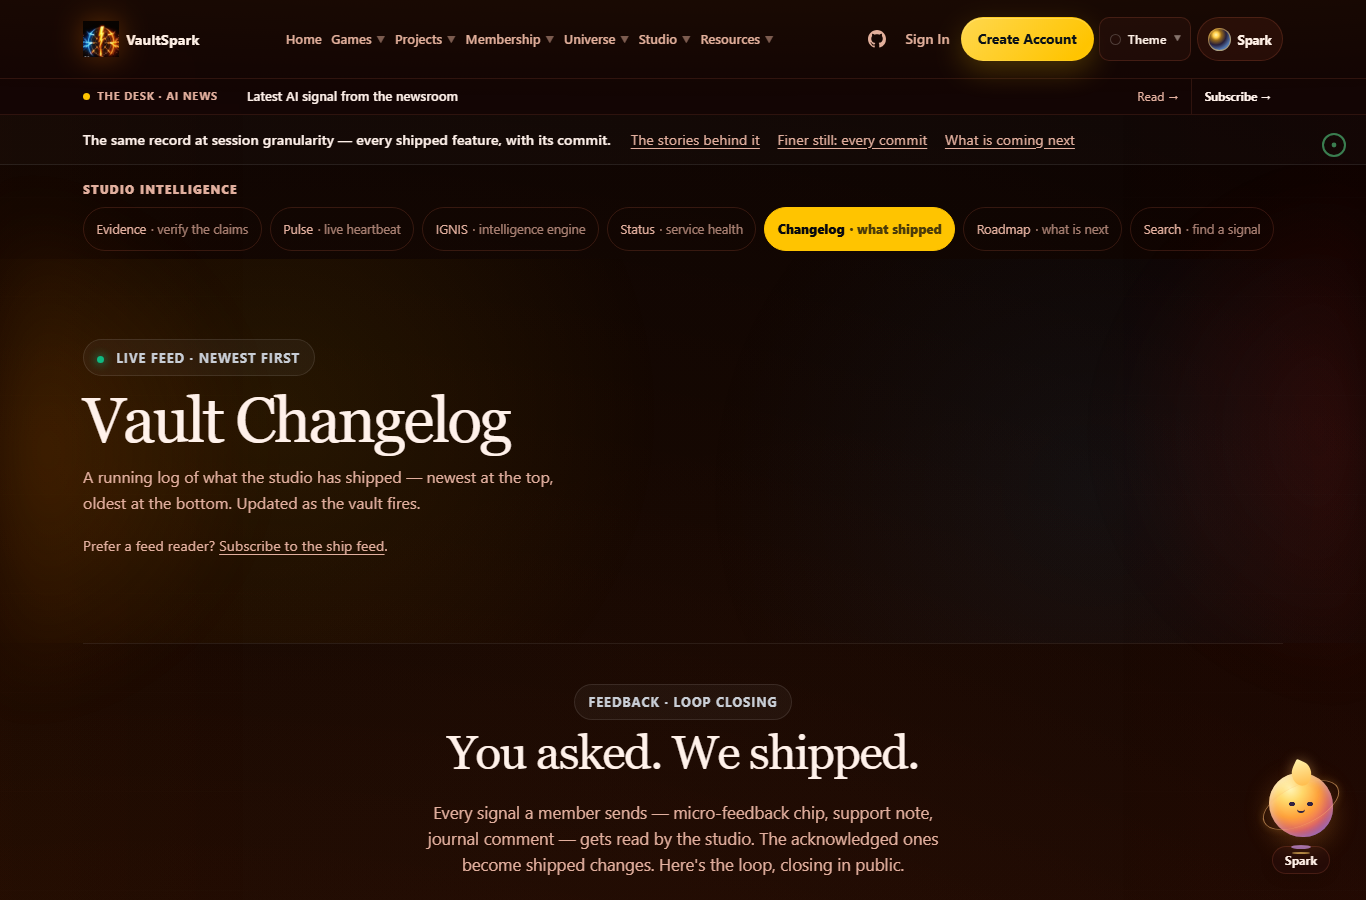 VaultSpark
Home Games Projects Membership Universe Studio Resources
Sign In
Create Account
Theme
Spark
THE DESK · AI NEWS
Latest AI signal from the newsroom
Read →
Subscribe →
The same record at session granularity — every shipped feature, with its commit. The stories behind it Finer still: every commit What is coming next
STUDIO INTELLIGENCE
Evidence · verify the claims
Pulse · live heartbeat
IGNIS · intelligence engine
Status · service health
Changelog · what shipped
Roadmap · what is next
Search · find a signal
LIVE FEED · NEWEST FIRST
Vault Changelog
A running log of what the studio has shipped — newest at the top,
oldest at the bottom. Updated as the vault fires.
Prefer a feed reader? Subscribe to the ship feed.
FEEDBACK · LOOP CLOSING
You asked. We shipped.
Every signal a member sends — micro-feedback chip, support note,
journal comment — gets read by the studio. The acknowledged ones
become shipped changes. Here's the loop, closing in public.
Spark